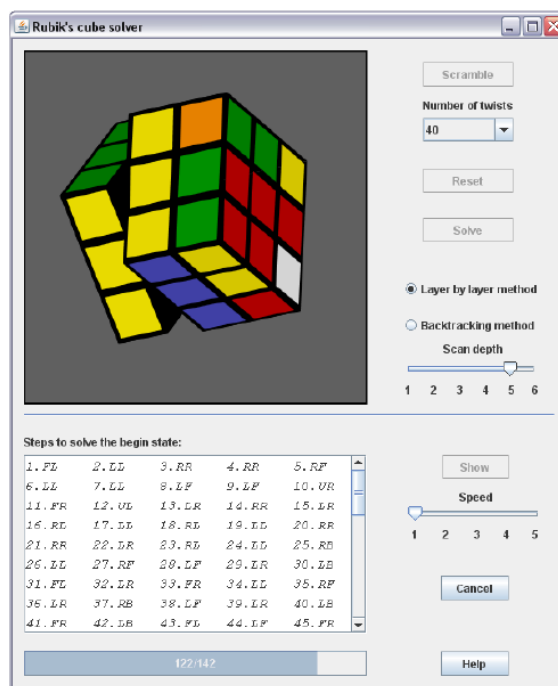 Rubik's cube solver
Scramble
Number of twists
40
Reset
Solve
Layer by layer method
Backtracking method
Scan depth
1 2 3 4 5 6
Steps to solve the begin state:
1.FL 2.LL 3.RR 4.RR 5.RF
6.LL 7.LL 8.LF 9.LF 10.UR
11.FR 12.UL 13.LR 14.RR 15.LR
16.RL 17.LL 18.RL 19.LL 20.RR
21.RR 22.LR 23.RL 24.LL 25.RB
26.LL 27.RF 28.LF 29.LR 30.LB
31.FL 32.LR 33.FR 34.LL 35.RF
36.LR 37.RB 38.LF 39.LR 40.LB
41.FR 42.LB 43.FL 44.LF 45.FR
Show
Speed
1 2 3 4 5
Cancel
122/142
Help